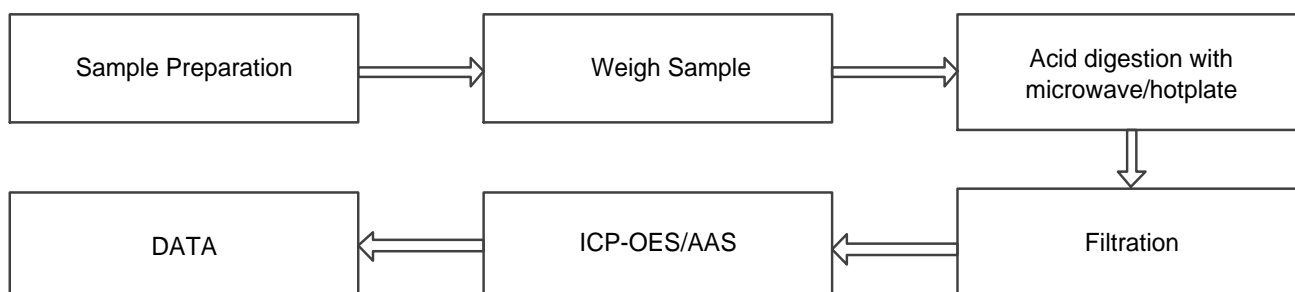 Sample Preparation
Weigh Sample
Acid digestion with
microwave/hotplate
Filtration
ICP-OES/AAS
DATA